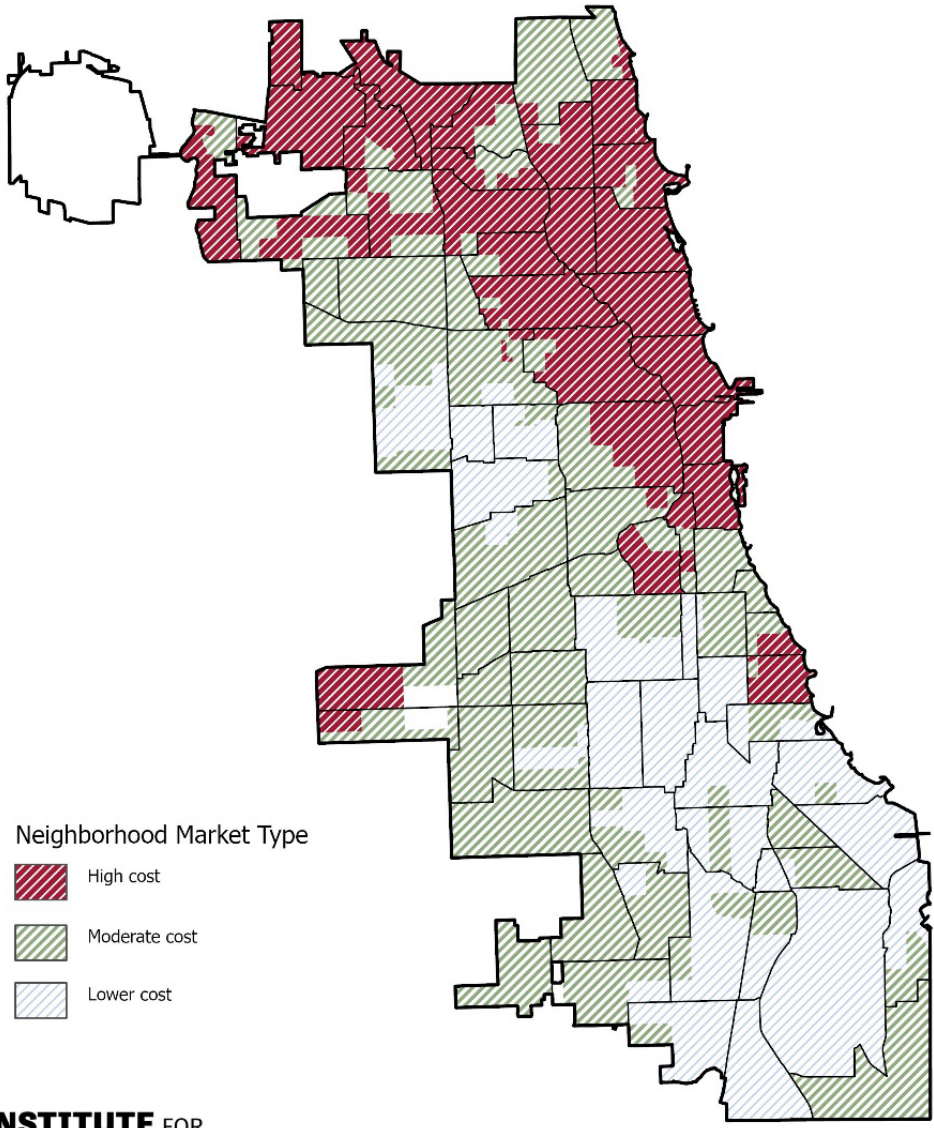 Neighborhood Market Type
High cost
Moderate cost
Lower cost
NSTITUTE FOR